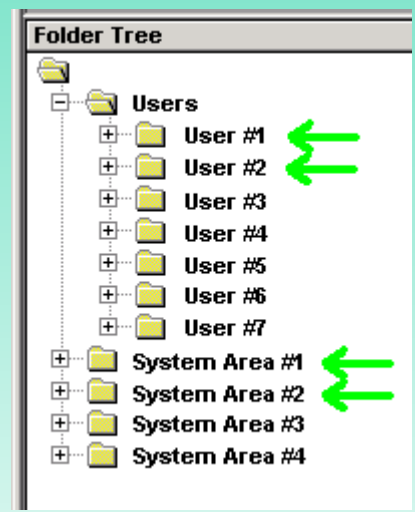 Folder Tree
Users
User #1
User #2
User #3
User #4
User #5
User #6
User #7
System Area #1
System Area #2
System Area #3
System Area #4